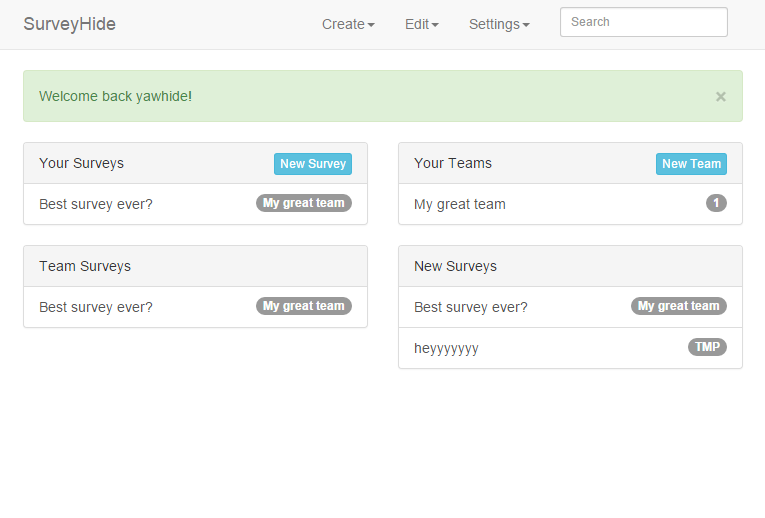 SurveyHide Create Edit Settings Search
Welcome back yawhide! ×
Your Surveys New Survey
Best survey ever? My great team
Your Teams New Team
My great team 1
Team Surveys
Best survey ever? My great team
New Surveys
Best survey ever? My great team
heyyyyyyy TMP